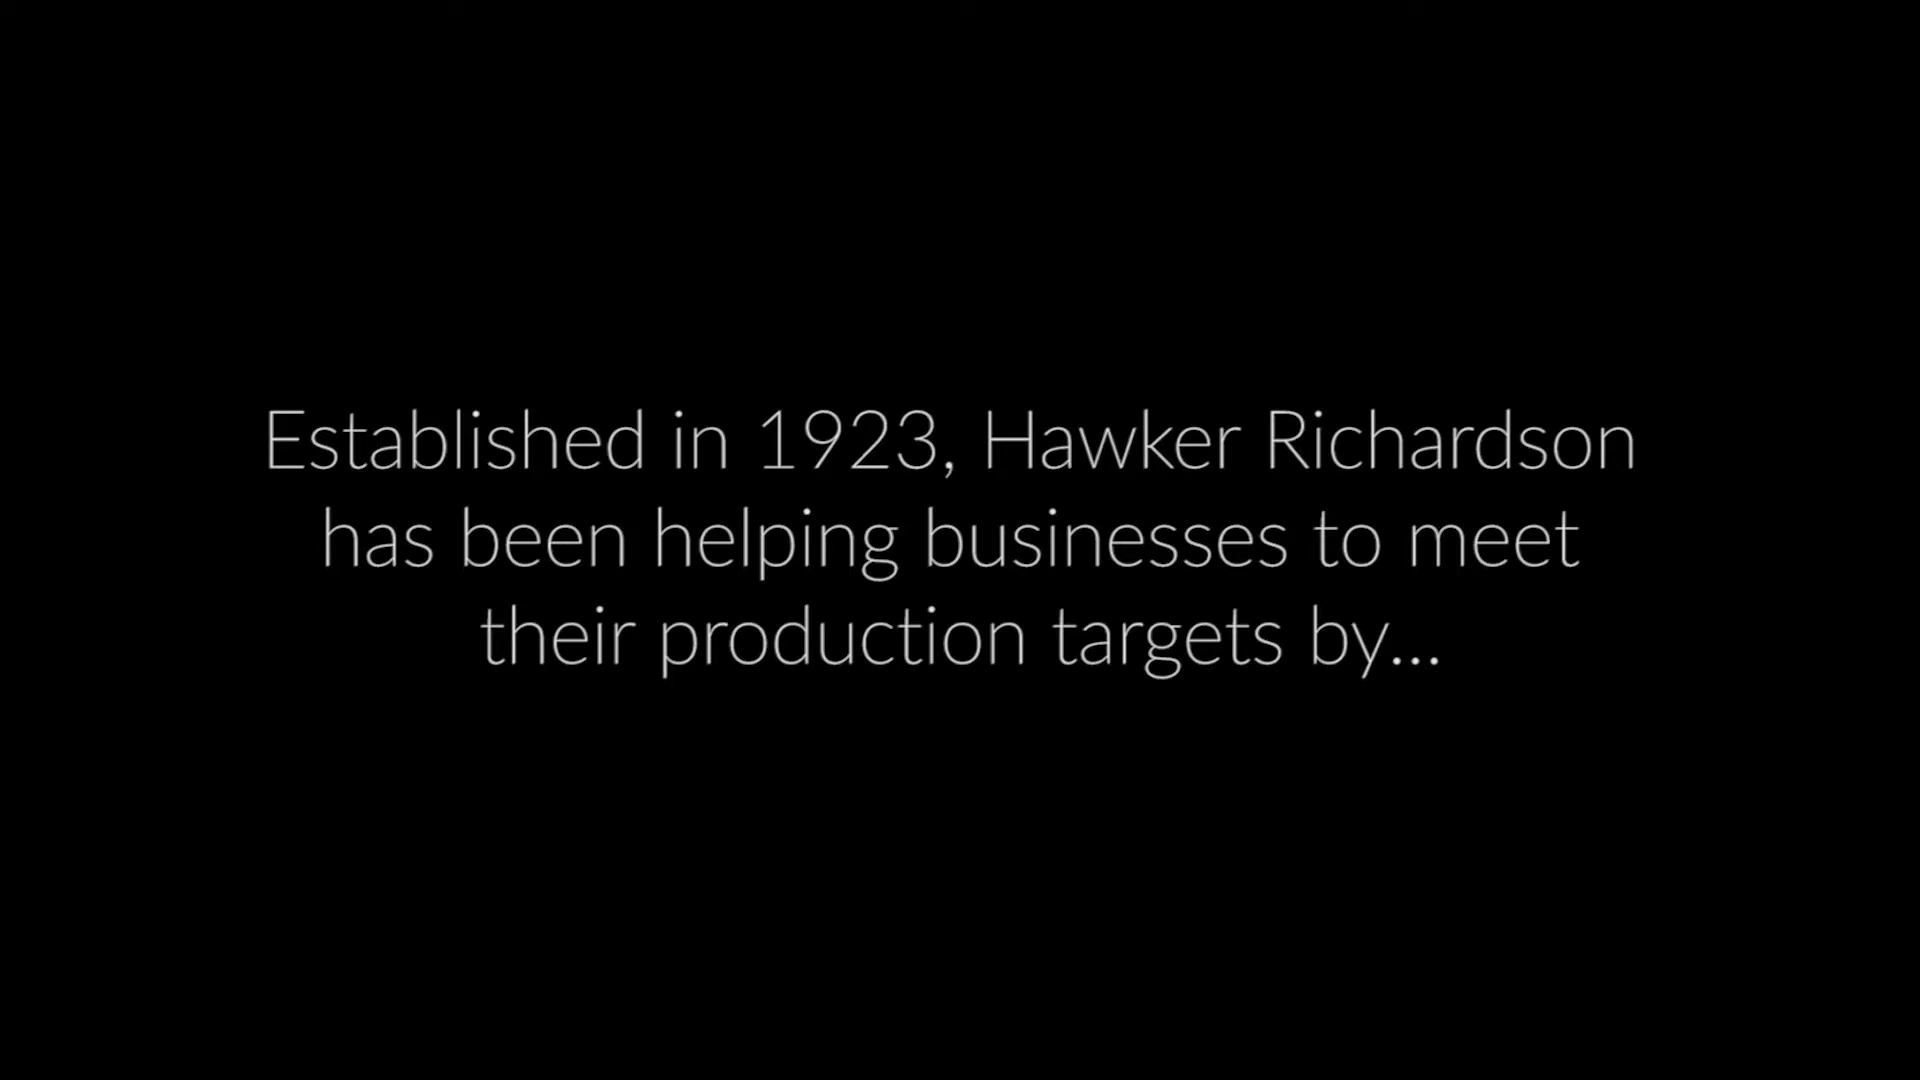 Established in 1923, Hawker Richardson
has been helping businesses to meet
their production targets by...